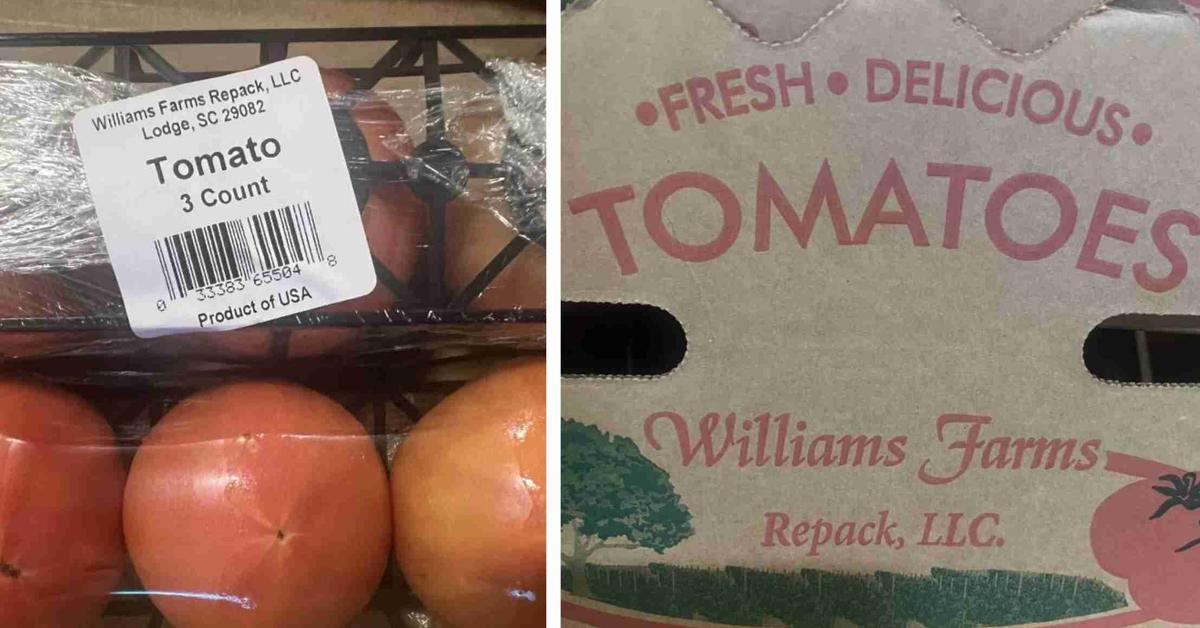 Williams Farms Repack, LLC
Lodge, SC 29082
Tomato
3 Count
0 33383 65504 8
Product of USA
•FRESH • DELICIOUS•
TOMATOES
Williams Farms
Repack, LLC.